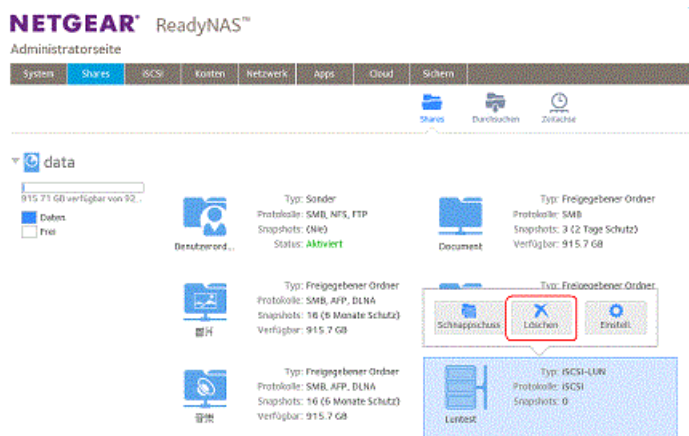 NETGEAR® ReadyNAS™
Administratorseite
System Shares iSCSI Konten Netzwerk Apps Cloud Sichern
Shares Durchsuchen Zeitachse
data
915.71 GB verfügbar von 92...
Daten
Frei
Benutzerord...
Typ: Sonder
Protokolle: SMB, NFS, FTP
Snapshots: (Nie)
Status: Aktiviert
Document
Typ: Freigegebener Ordner
Protokolle: SMB
Snapshots: 3 (2 Tage Schutz)
Verfügbar: 915.7 GB
Typ: Freigegebener Ordner
Protokolle: SMB, AFP, DLNA
Snapshots: 16 (6 Monate Schutz)
Verfügbar: 915.7 GB
Typ: Freigegebener Ordner
Schnappschuss Löschen Einstell
音樂
Typ: Freigegebener Ordner
Protokolle: SMB, AFP, DLNA
Snapshots: 16 (6 Monate Schutz)
Verfügbar: 915.7 GB
Luntest
Typ: iSCSI-LUN
Protokolle: iSCSI
Snapshots: 0